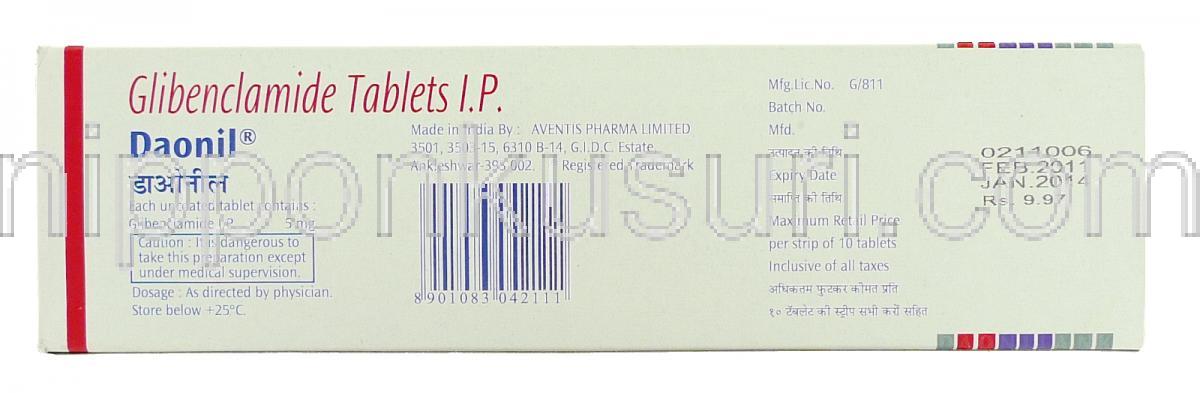 Glibenclamide Tablets I.P.
Daonil®
डाओनील
Each uncoated tablet contains :
Glibenclamide I.P. 5 mg
Caution : It is dangerous to
take this preparation except
under medical supervision.
Dosage : As directed by physician.
Store below +25°C.
Made in India By : AVENTIS PHARMA LIMITED
3501, 3503-15, 6310 B-14, G.I.D.C. Estate,
Ankleshwar-393 002. Registered Trademark
8901083 042111
Mfg.Lic.No. G/811
Batch No.
Mfd.
उत्पादन की तिथि
Expiry Date
समाप्ति की तिथि
Maximum Retail Price
per strip of 10 tablets
Inclusive of all taxes
अधिकतम फुटकर कीमत प्रति
१० टॅबलेट की स्ट्रीप सभी करों सहित
0211006
FEB.2011
JAN.2014
Rs. 9.97
nipponkusuri.com